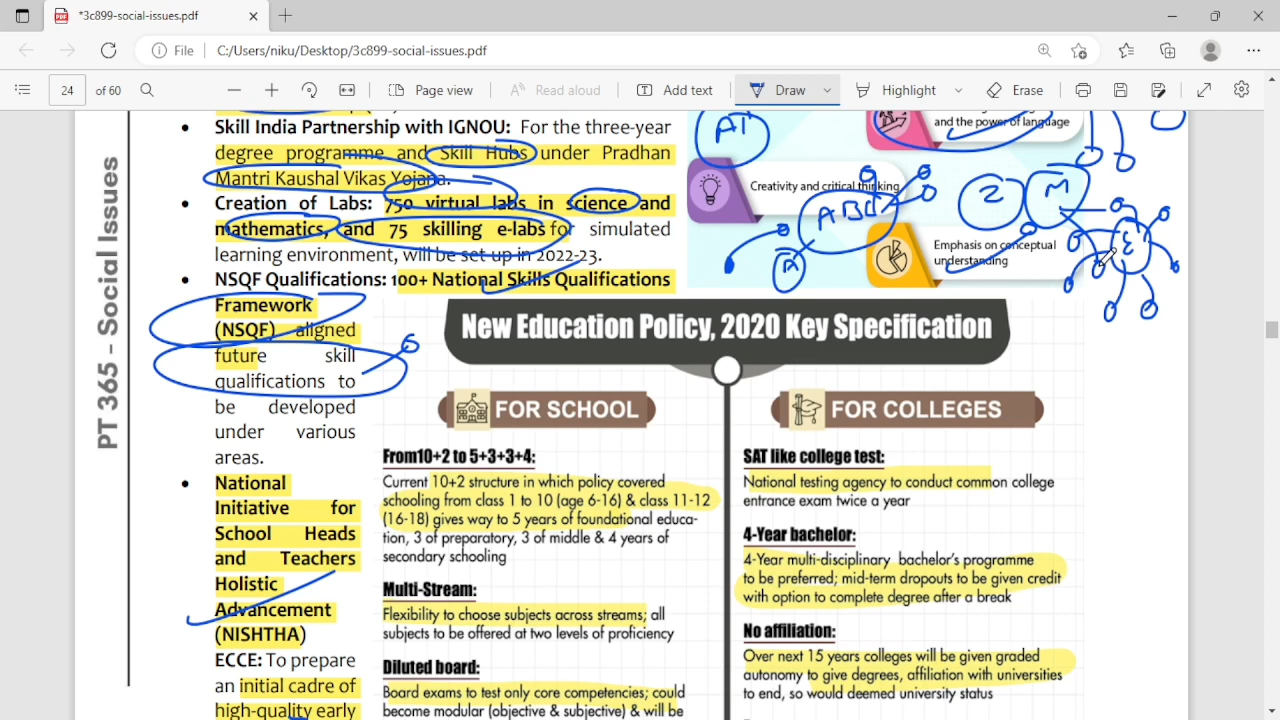 *3c899-social-issues.pdf
File
C:/Users/niku/Desktop/3c899-social-issues.pdf
24 of 60
Page view
Read aloud
Add text
Draw
Highlight
Erase
PT 365 – Social Issues
• Skill India Partnership with IGNOU: For the three-year
degree programme and Skill Hubs under Pradhan
Mantri Kaushal Vikas Yojana.
• Creation of Labs: 750 virtual labs in science and
mathematics, and 75 skilling e-labs for simulated
learning environment, will be set up in 2022-23.
• NSQF Qualifications: 100+ National Skills Qualifications
Framework
(NSQF) aligned
future skill
qualifications to
be developed
under various
areas.
• National
Initiative for
School Heads
and Teachers
Holistic
Advancement
(NISHTHA)
ECCE: To prepare
an initial cadre of
high-quality early
and the power of language
Creativity and critical thinking
Emphasis on conceptual
understanding
AT
ABC
A
2
M
E
New Education Policy, 2020 Key Specification
FOR SCHOOL
From10+2 to 5+3+3+4:
Current 10+2 structure in which policy covered
schooling from class 1 to 10 (age 6-16) & class 11-12
(16-18) gives way to 5 years of foundational educa-
tion, 3 of preparatory, 3 of middle & 4 years of
secondary schooling
Multi-Stream:
Flexibility to choose subjects across streams; all
subjects to be offered at two levels of proficiency
Diluted board:
Board exams to test only core competencies; could
become modular (objective & subjective) & will be
FOR COLLEGES
SAT like college test:
National testing agency to conduct common college
entrance exam twice a year
4-Year bachelor:
4-Year multi-disciplinary bachelor's programme
to be preferred; mid-term dropouts to be given credit
with option to complete degree after a break
No affiliation:
Over next 15 years colleges will be given graded
autonomy to give degrees, affiliation with universities
to end, so would deemed university status